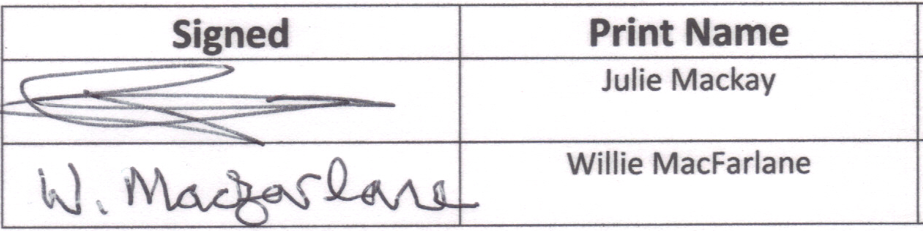 Signed Print Name
Julie Mackay
W. Macfarlane Willie MacFarlane